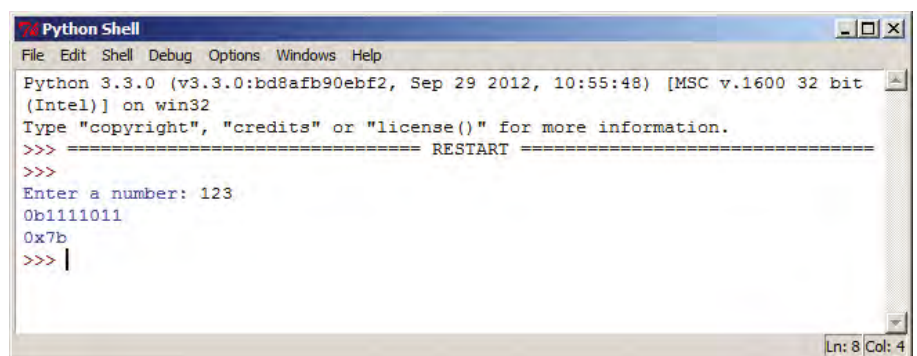 Python Shell
File Edit Shell Debug Options Windows Help
Python 3.3.0 (v3.3.0:bd8afb90ebf2, Sep 29 2012, 10:55:48) [MSC v.1600 32 bit
(Intel)] on win32
Type "copyright", "credits" or "license()" for more information.
>>> ================================ RESTART ================================
>>>
Enter a number: 123
0b1111011
0x7b
>>>
Ln: 8 Col: 4